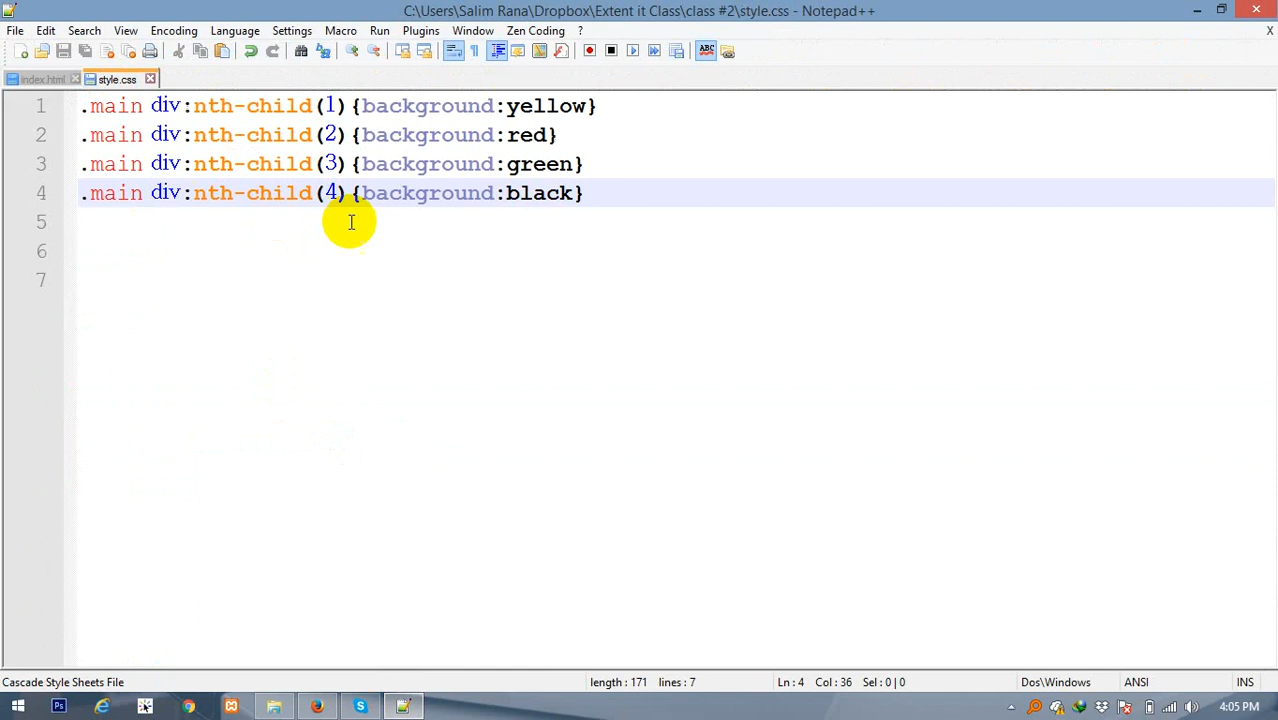 C:\Users\Salim Rana\Dropbox\Extent it Class\class #2\style.css - Notepad++
File Edit Search View Encoding Language Settings Macro Run Plugins Window Zen Coding ? X
ABC
index.html style.css
1 .main div:nth-child(1){background:yellow}
2 .main div:nth-child(2){background:red}
3 .main div:nth-child(3){background:green}
4 .main div:nth-child(4){background:black}
5
6
7
Cascade Style Sheets File length : 171 lines : 7 Ln : 4 Col : 36 Sel : 0 | 0 Dos\Windows ANSI INS
Ps 4:05 PM